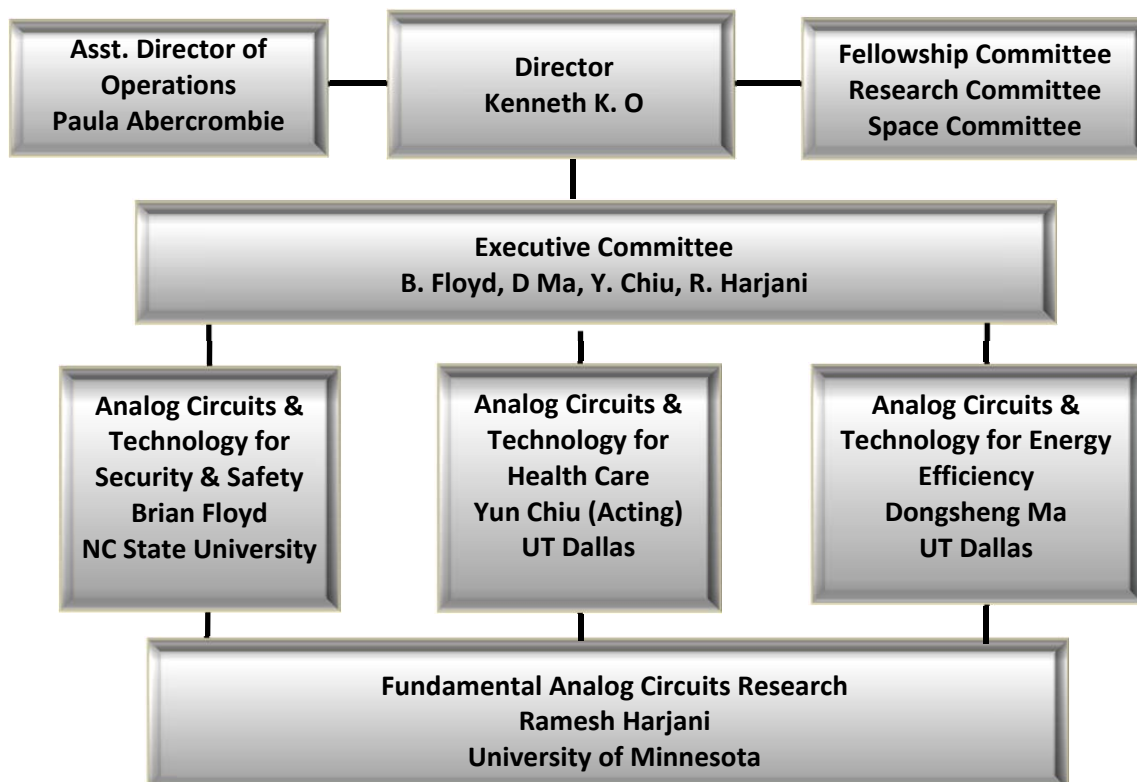 Asst. Director of
Operations
Paula Abercrombie
Director
Kenneth K. O
Fellowship Committee
Research Committee
Space Committee
Executive Committee
B. Floyd, D Ma, Y. Chiu, R. Harjani
Analog Circuits &
Technology for
Security & Safety
Brian Floyd
NC State University
Analog Circuits &
Technology for
Health Care
Yun Chiu (Acting)
UT Dallas
Analog Circuits &
Technology for Energy
Efficiency
Dongsheng Ma
UT Dallas
Fundamental Analog Circuits Research
Ramesh Harjani
University of Minnesota